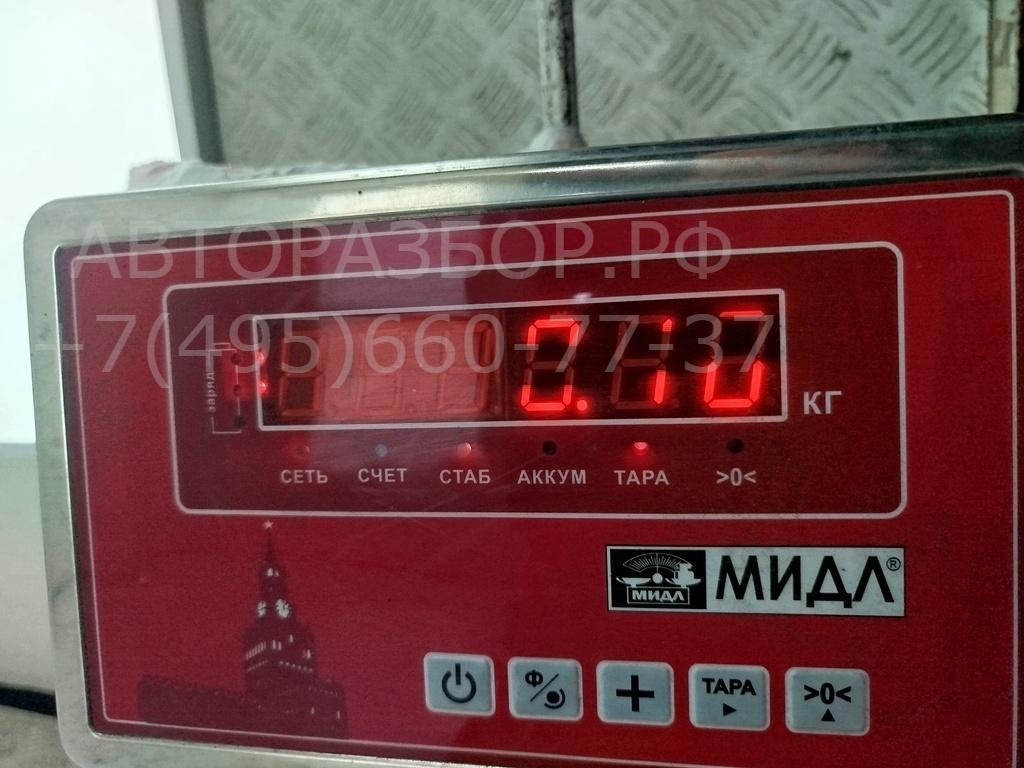 АВТОРАЗБОР.РФ
+7(495)660-77-37
заряд
0.10
КГ
СЕТЬ СЧЕТ СТАБ АККУМ ТАРА >0<
МИДЛ
МИДЛ®
Ф
+
ТАРА
>0<